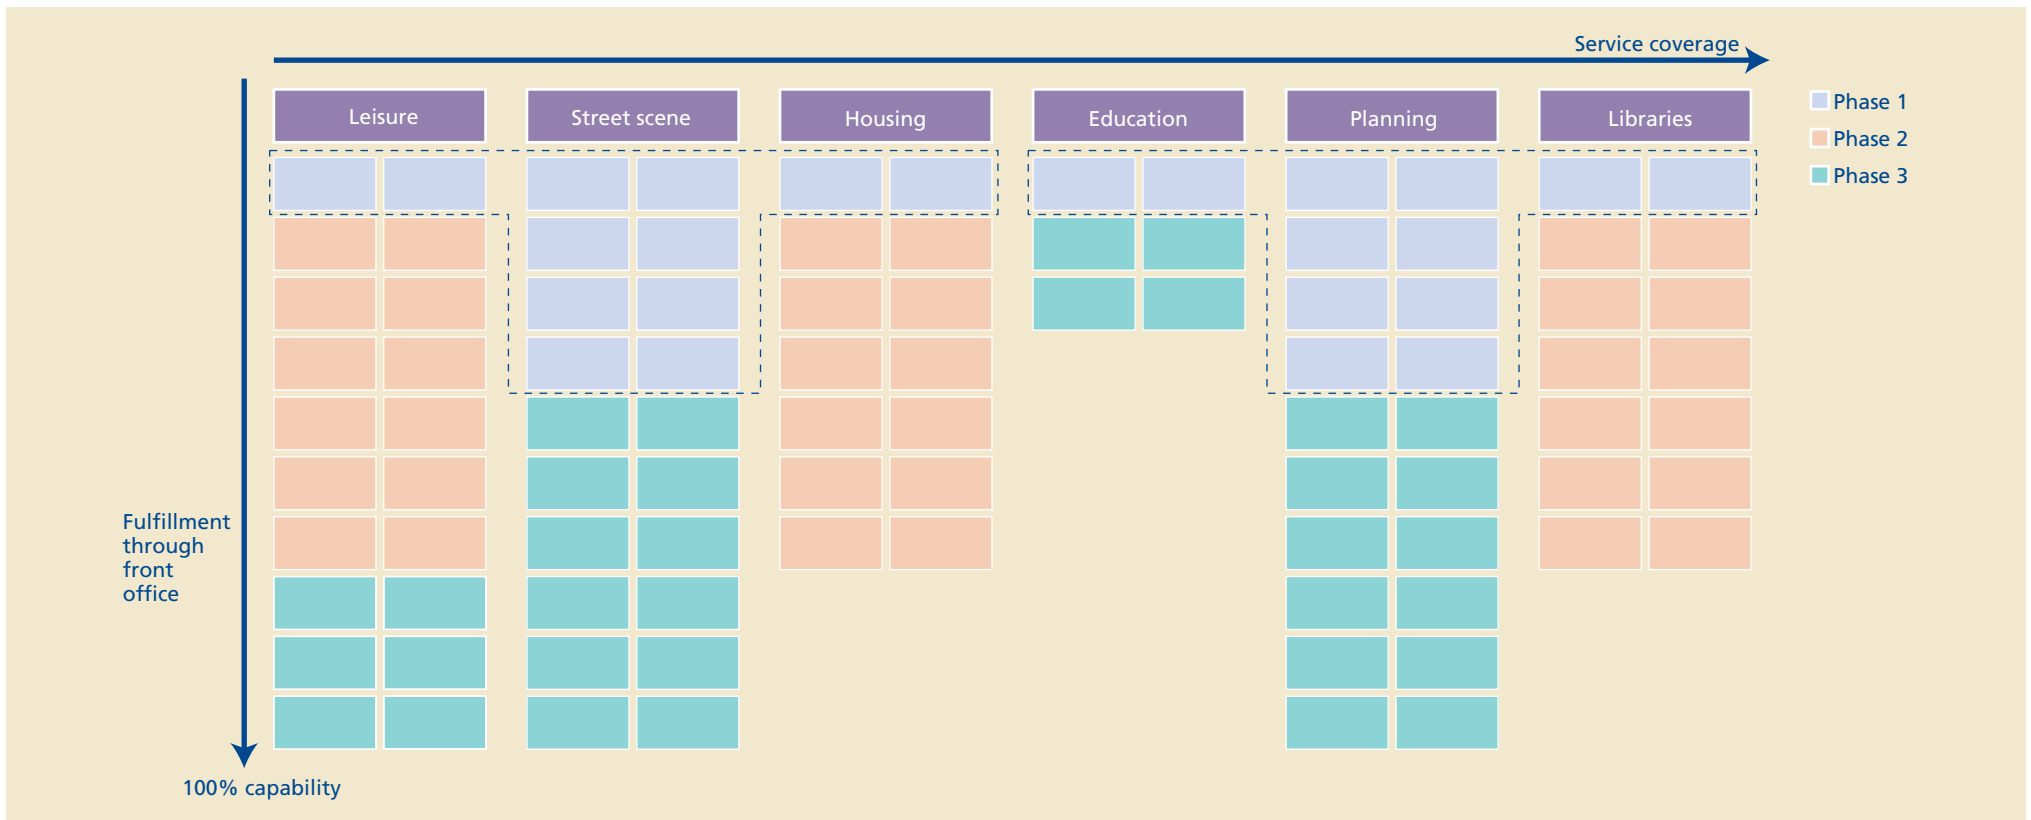 Service coverage
Leisure
Street scene
Housing
Education
Planning
Libraries
Phase 1
Phase 2
Phase 3
Fulfillment
through
front
office
100% capability